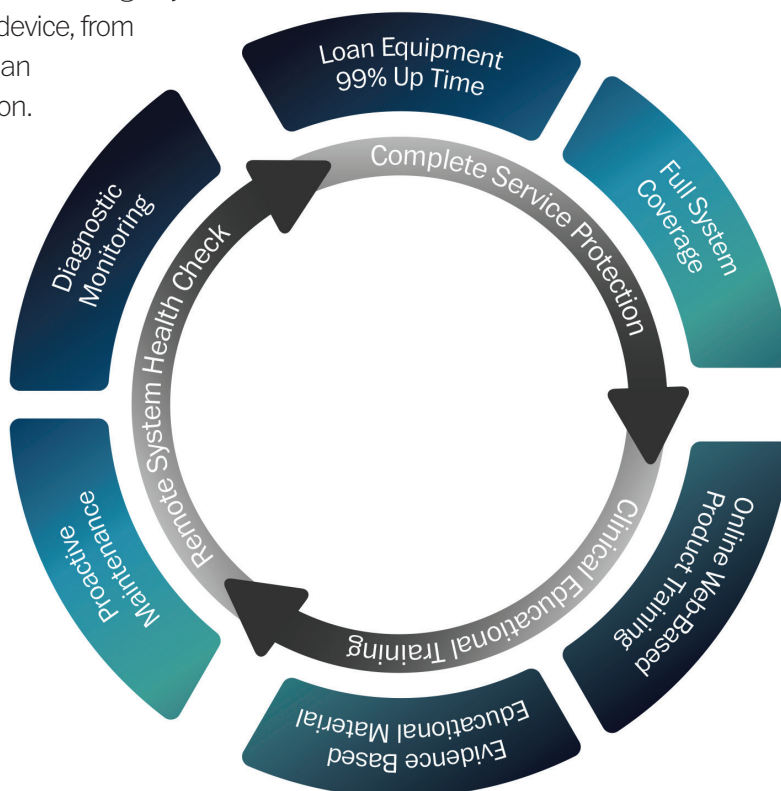 device, from
an
on.
Loan Equipment
99% Up Time
Full System
Coverage
Online Web-Based
Product Training
Evidence Based
Educational Material
Proactive
Maintenance
Diagnostic
Monitoring
Complete Service Protection
Clinical Educational Training
Remote System Health Check